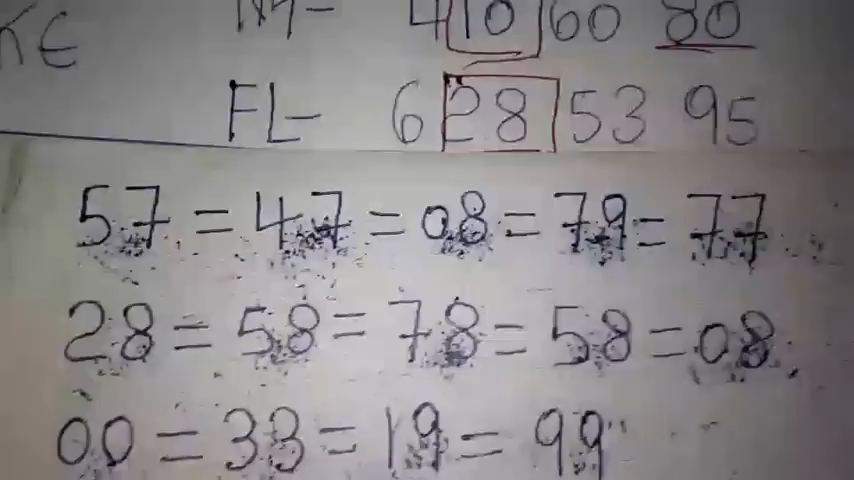 NY- 4 10 60 80
KE
FL- 6 28 53 95
57 = 47 = 08 = 79 = 77
28 = 58 = 78 = 58 = 08
00 = 33 = 19 = 99